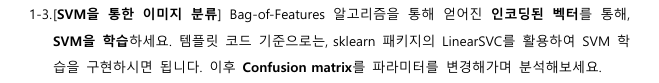 1-3.[SVM을 통한 이미지 분류] Bag-of-Features 알고리즘을 통해 얻어진 인코딩된 벡터를 통해,
SVM을 학습하세요. 템플릿 코드 기준으로는, sklearn 패키지의 LinearSVC를 활용하여 SVM 학
습을 구현하시면 됩니다. 이후 Confusion matrix를 파라미터를 변경해가며 분석해보세요.